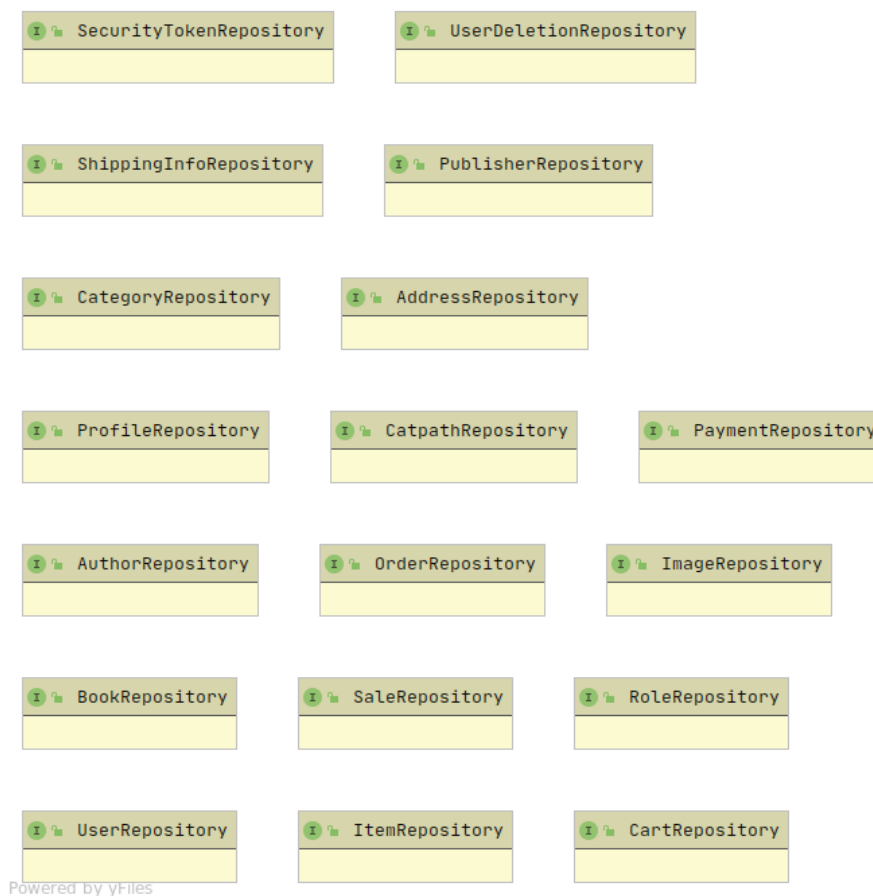 SecurityTokenRepository UserDeletionRepository
ShippingInfoRepository PublisherRepository
CategoryRepository AddressRepository
ProfileRepository CatpathRepository PaymentRepository
AuthorRepository OrderRepository ImageRepository
BookRepository SaleRepository RoleRepository
UserRepository ItemRepository CartRepository
Powered by yFiles